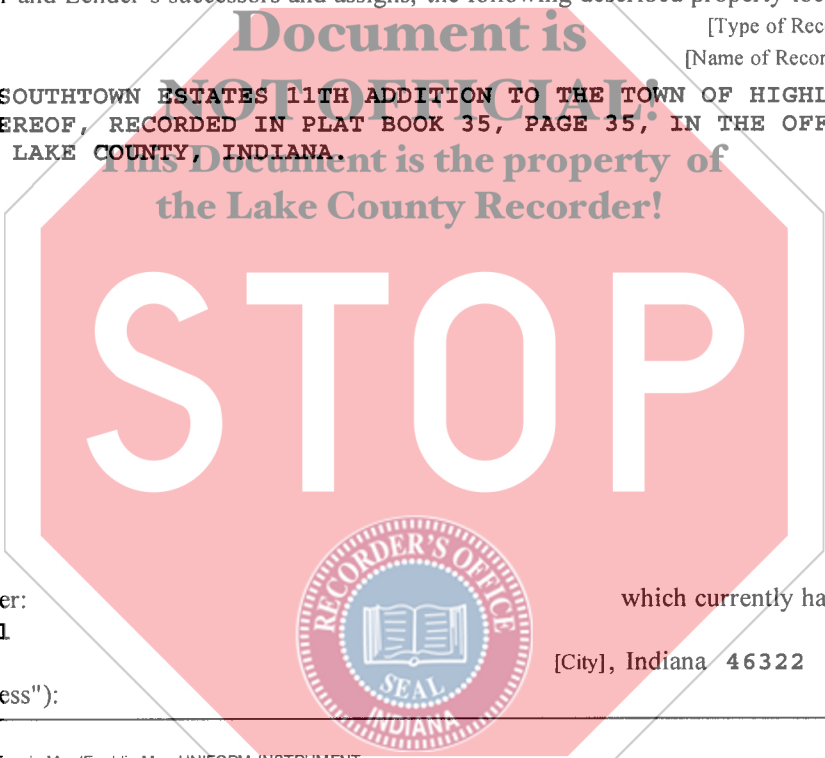 and Lender's successors and assigns, the following described property
[Type of Rec
[Name of Recor
Document is
NOT OFFICIAL!
SOUTHTOWN ESTATES 11TH ADDITION TO THE TOWN OF HIGHL
EREOF, RECORDED IN PLAT BOOK 35, PAGE 35, IN THE OFF
LAKE COUNTY, INDIANA.
This Document is the property of
the Lake County Recorder!
STOP
RECORDER'S OFFICE
SEAL
INDIANA
er:
which currently ha
1
[City], Indiana 46322
ess"):
UNIFORM INSTRUMENT